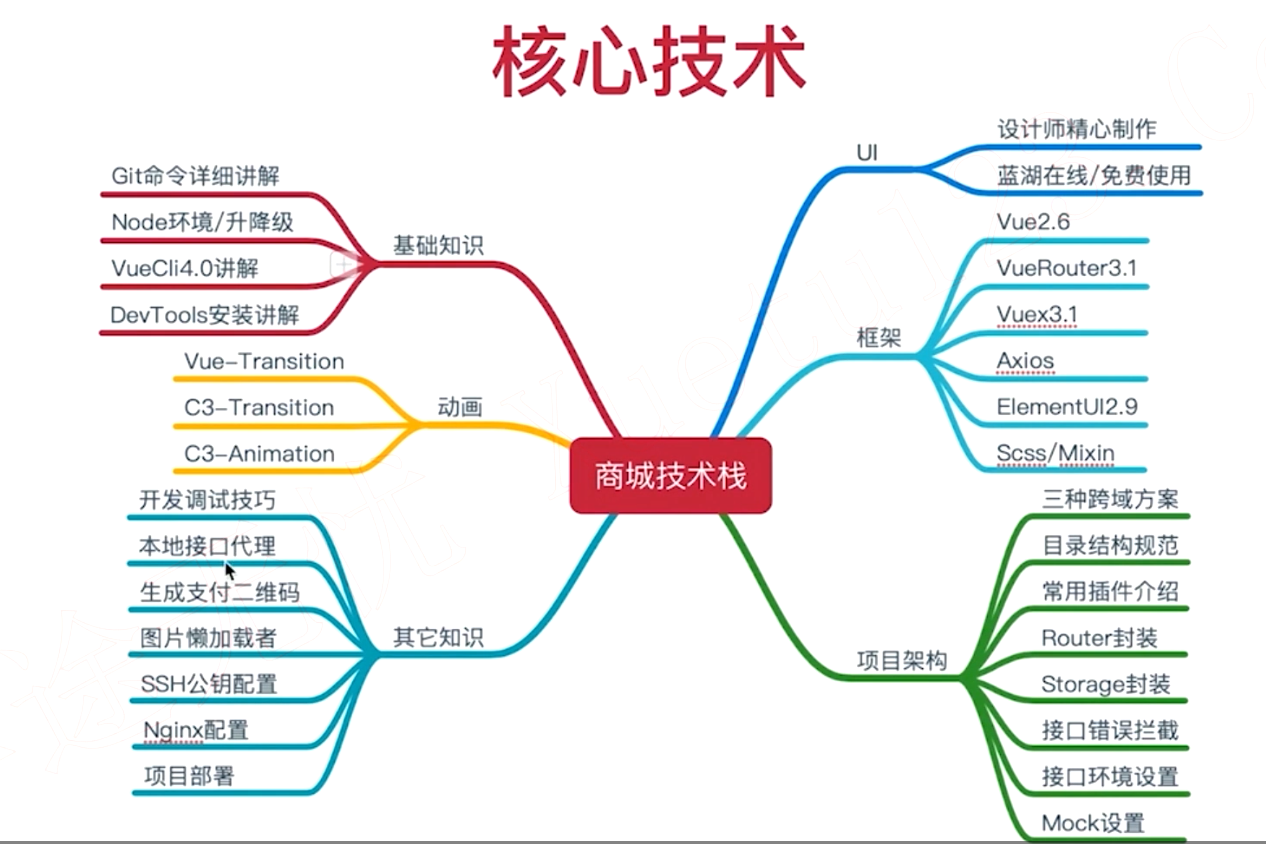 核心技术
商城技术栈
基础知识
Git命令详细讲解
Node环境/升降级
VueCli4.0讲解
DevTools安装讲解
动画
Vue-Transition
C3-Transition
C3-Animation
其它知识
开发调试技巧
本地接口代理
生成支付二维码
图片懒加载者
SSH公钥配置
Nginx配置
项目部署
UI
设计师精心制作
蓝湖在线/免费使用
框架
Vue2.6
VueRouter3.1
Vuex3.1
Axios
ElementUI2.9
Scss/Mixin
项目架构
三种跨域方案
目录结构规范
常用插件介绍
Router封装
Storage封装
接口错误拦截
接口环境设置
Mock设置